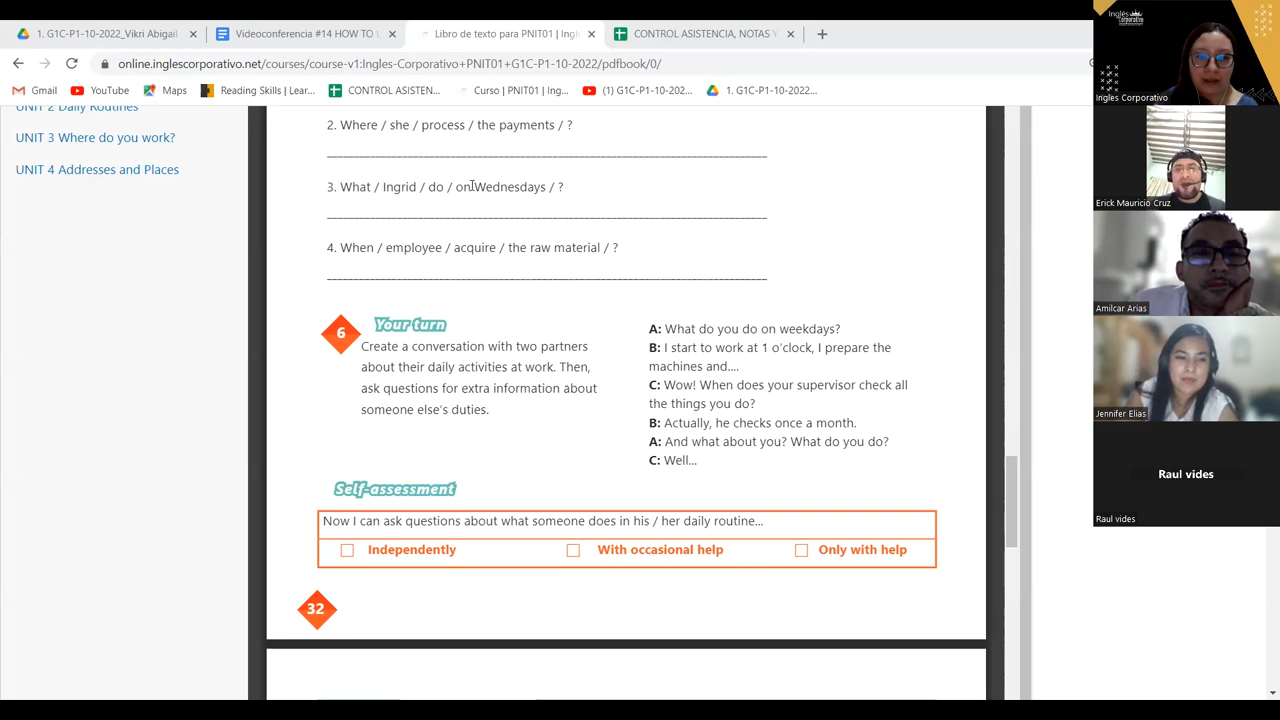 1. G1C-P1-10-2022_Vikri Abigail
Videoconferencia #14 HOW TO U
Libro de texto para PNIT01 | Ingl
CONTROL ASISTENCIA, NOTAS Y
online.inglescorporativo.net/courses/course-v1:Ingles-Corporativo+PNIT01+G1C-P1-10-2022/pdfbook/0/
Gmail
YouTube
Maps
Reading Skills | Lear...
CONTROL ASISTEN...
Curso | PNIT01 | Ing...
(1) G1C-P1-10-202...
1. G1C-P1-10-2022...
UNIT 2 Daily Routines
UNIT 3 Where do you work?
UNIT 4 Addresses and Places
2. Where / she / process / the payments / ?
3. What / Ingrid / do / on Wednesdays / ?
4. When / employee / acquire / the raw material / ?
6
Your turn
Create a conversation with two partners
about their daily activities at work. Then,
ask questions for extra information about
someone else's duties.
A: What do you do on weekdays?
B: I start to work at 1 o'clock, I prepare the
machines and....
C: Wow! When does your supervisor check all
the things you do?
B: Actually, he checks once a month.
A: And what about you? What do you do?
C: Well...
Self-assessment
Now I can ask questions about what someone does in his / her daily routine...
Independently
With occasional help
Only with help
32
Inglés
Corporativo
Ingles Corporativo
Erick Mauricio Cruz
Amilcar Arias
Jennifer Elias
Raul vides
Raul vides